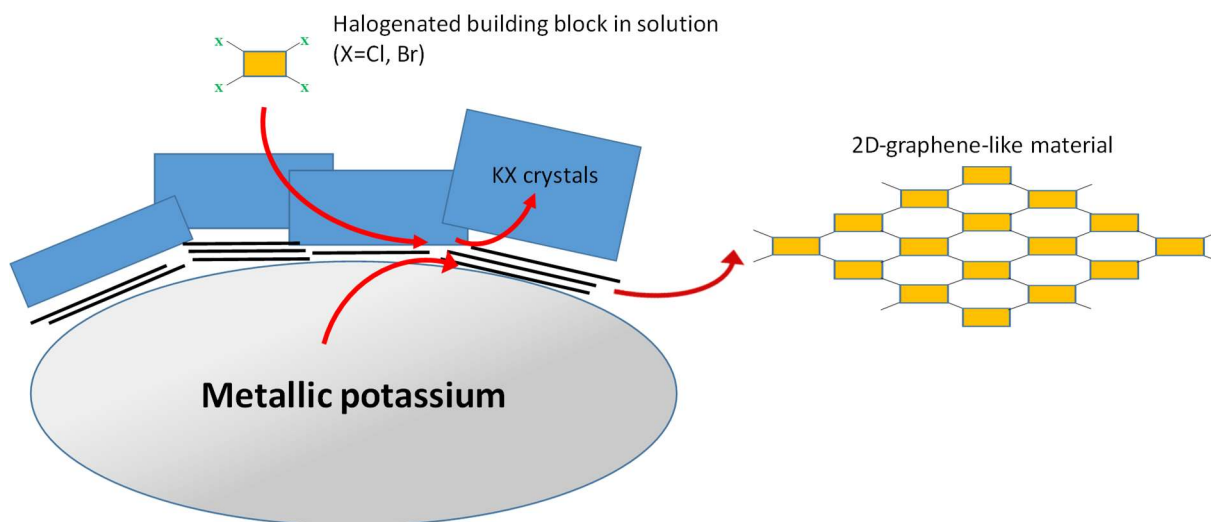 Halogenated building block in solution
(X=Cl, Br)
X X
X X
KX crystals
2D-graphene-like material
Metallic potassium